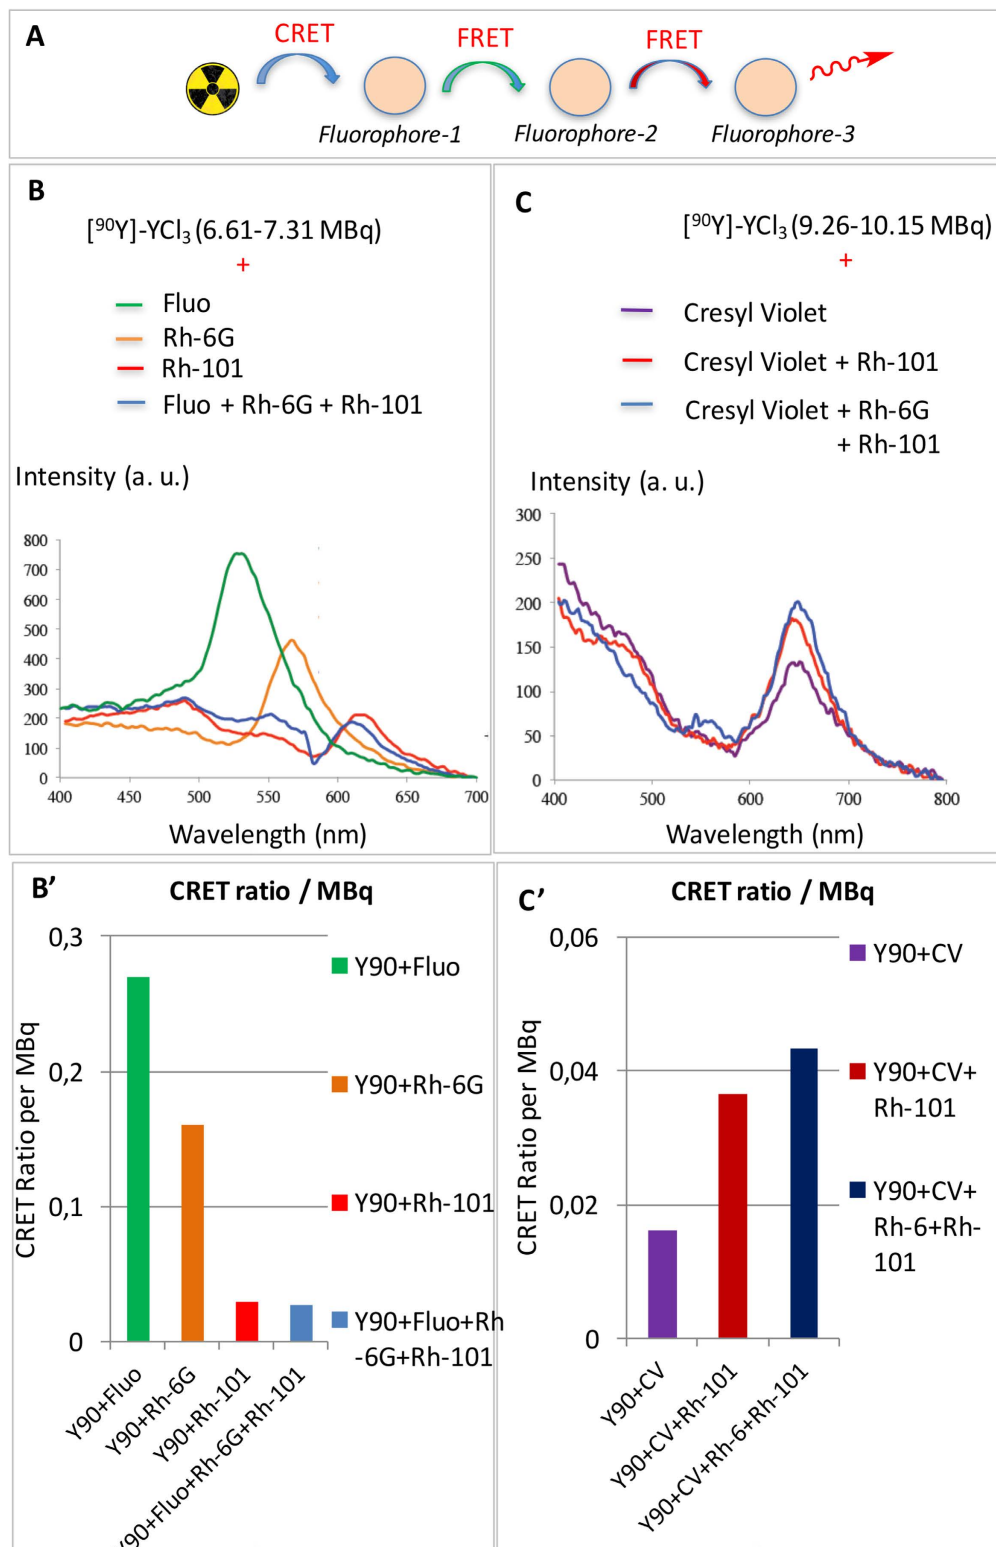 A
CRET
FRET
FRET
Fluorophore-1
Fluorophore-2
Fluorophore-3
B
[⁹⁰Y]-YCl₃ (6.61-7.31 MBq)
+
Fluo
Rh-6G
Rh-101
Fluo + Rh-6G + Rh-101
Intensity (a. u.)
800
700
600
500
400
300
200
100
0
400
450
500
550
600
650
700
Wavelength (nm)
C
[⁹⁰Y]-YCl₃ (9.26-10.15 MBq)
+
Cresyl Violet
Cresyl Violet + Rh-101
Cresyl Violet + Rh-6G
+ Rh-101
Intensity (a. u.)
300
250
200
150
100
50
0
400
500
600
700
800
Wavelength (nm)
B’
CRET ratio / MBq
CRET Ratio per MBq
0,3
0,2
0,1
0
Y90+Fluo
Y90+Rh-6G
Y90+Rh-101
Y90+Fluo+Rh
-6G+Rh-101
Y90+Fluo
Y90+Rh-6G
Y90+Rh-101
Y90+Fluo+Rh-6G+Rh-101
C’
CRET ratio / MBq
CRET Ratio per MBq
0,06
0,04
0,02
0
Y90+CV
Y90+CV+
Rh-101
Y90+CV+
Rh-6+Rh-
101
Y90+CV
Y90+CV+Rh-101
Y90+CV+Rh-6+Rh-101